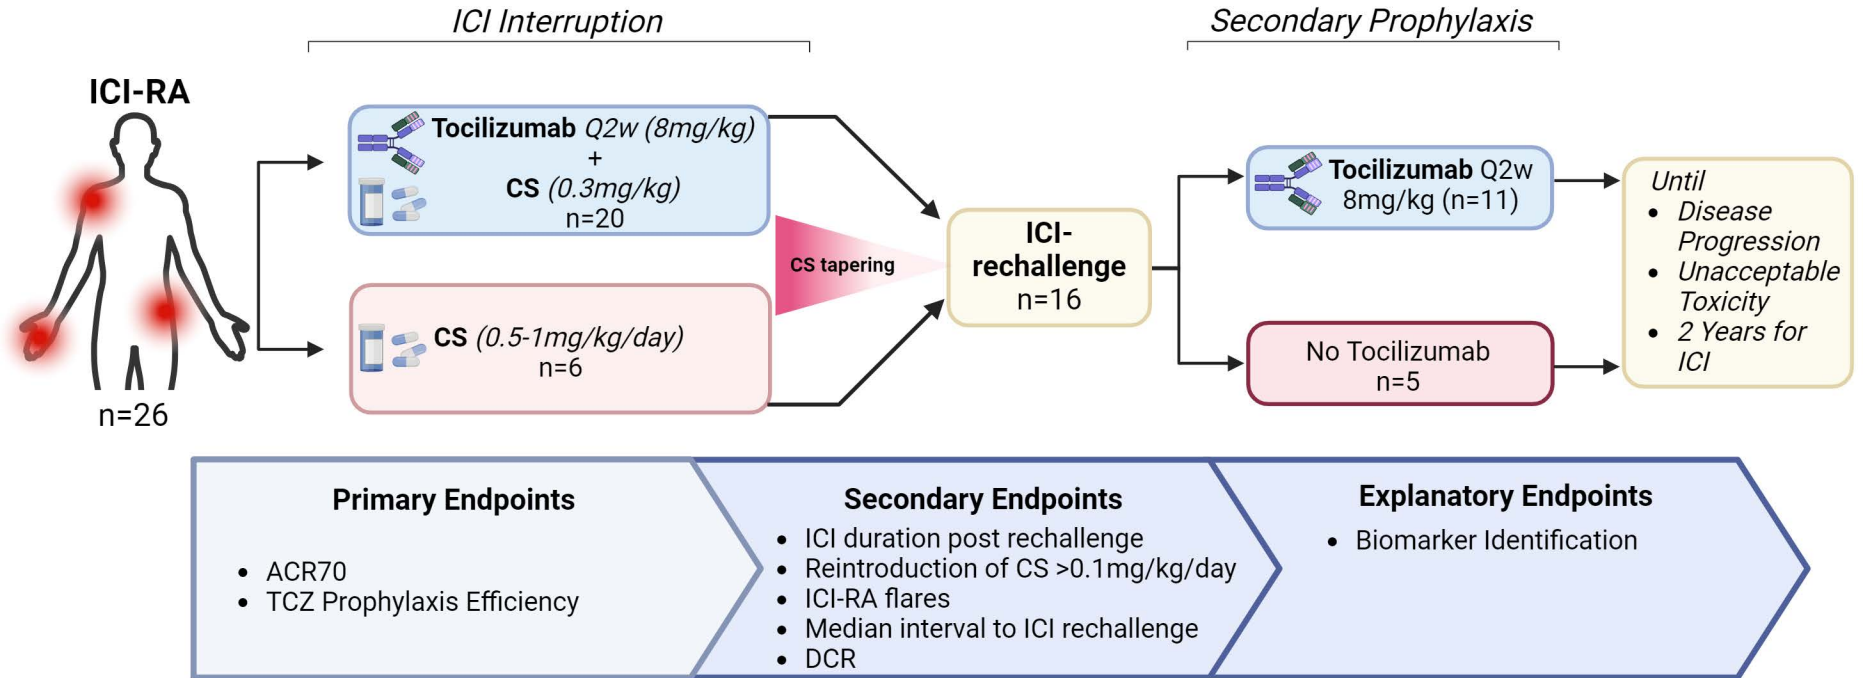 ICI Interruption
Secondary Prophylaxis
ICI-RA
n=26
Tocilizumab Q2w (8mg/kg)
+
CS (0.3mg/kg)
n=20
CS (0.5-1mg/kg/day)
n=6
CS tapering
ICI-
rechallenge
n=16
Tocilizumab Q2w
8mg/kg (n=11)
No Tocilizumab
n=5
Until
• Disease
Progression
• Unacceptable
Toxicity
• 2 Years for
ICI
Primary Endpoints
• ACR70
• TCZ Prophylaxis Efficiency
Secondary Endpoints
• ICI duration post rechallenge
• Reintroduction of CS >0.1mg/kg/day
• ICI-RA flares
• Median interval to ICI rechallenge
• DCR
Explanatory Endpoints
• Biomarker Identification